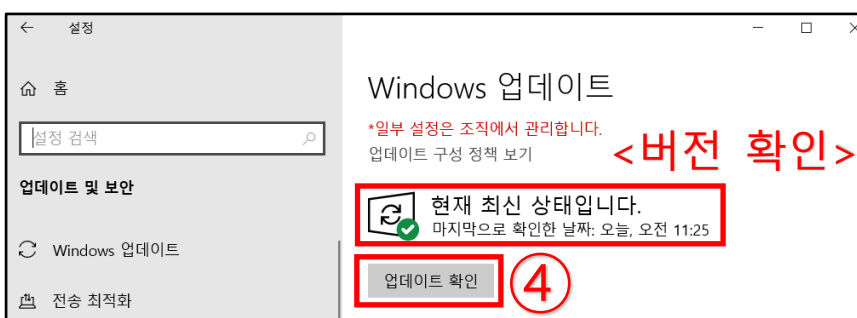 설정
홈
설정 검색
업데이트 및 보안
Windows 업데이트
전송 최적화
Windows 업데이트
*일부 설정은 조직에서 관리합니다.
업데이트 구성 정책 보기
<버전 확인>
현재 최신 상태입니다.
마지막으로 확인한 날짜: 오늘, 오전 11:25
업데이트 확인
④